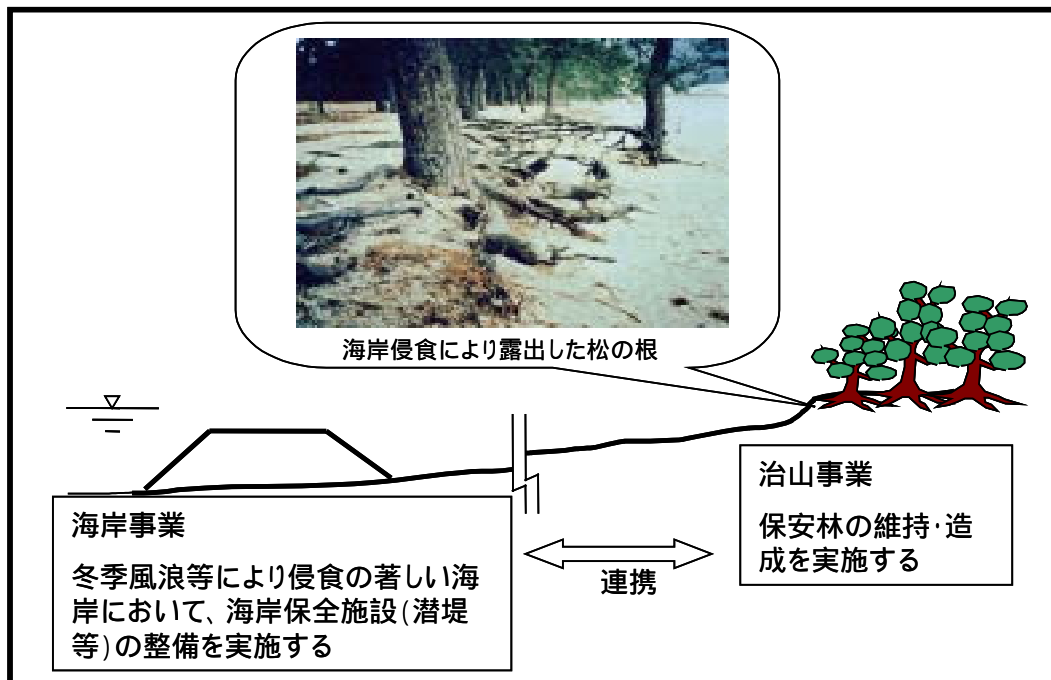 海岸侵食により露出した松の根
海岸事業
冬季風浪等により侵食の著しい海
岸において、海岸保全施設(潜堤
等)の整備を実施する
連携
治山事業
保安林の維持・造
成を実施する